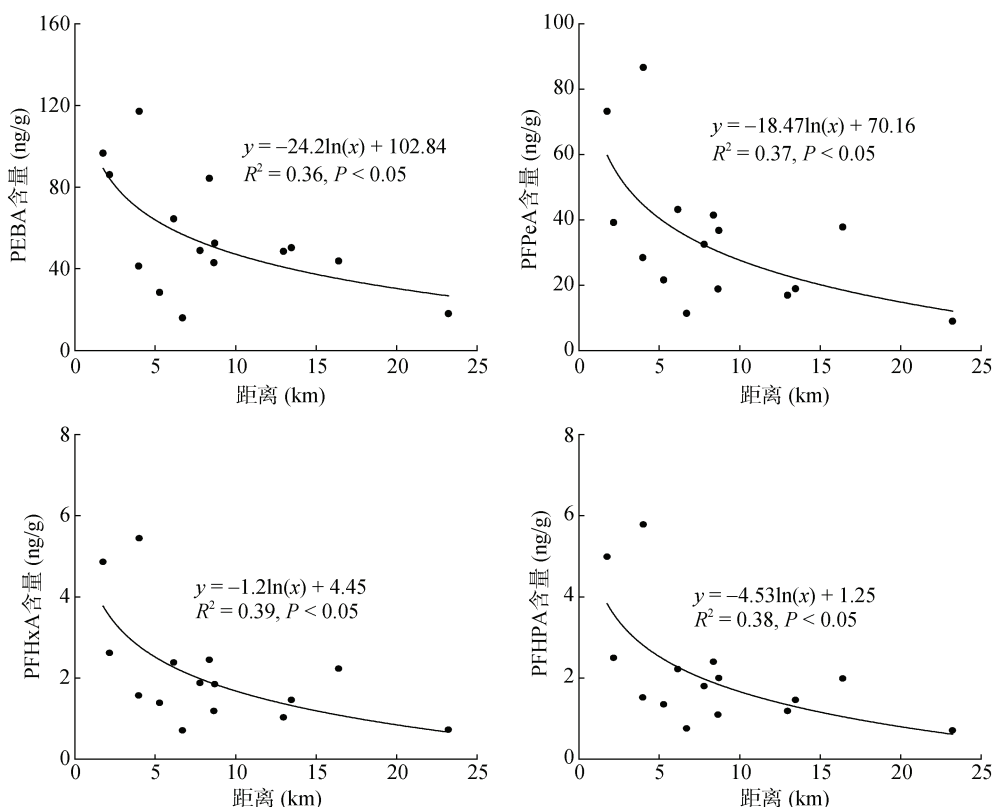 160
120
80
40
0
PEBA含量 (ng/g)
y = –24.2ln(x) + 102.84
R² = 0.36, P < 0.05
0 5 10 15 20 25
距离 (km)
100
80
60
40
20
0
PFPeA含量 (ng/g)
y = –18.47ln(x) + 70.16
R² = 0.37, P < 0.05
0 5 10 15 20 25
距离 (km)
8
6
4
2
0
PFHxA含量 (ng/g)
y = –1.2ln(x) + 4.45
R² = 0.39, P < 0.05
0 5 10 15 20 25
距离 (km)
8
6
4
2
0
PFHPA含量 (ng/g)
y = –4.53ln(x) + 1.25
R² = 0.38, P < 0.05
0 5 10 15 20 25
距离 (km)